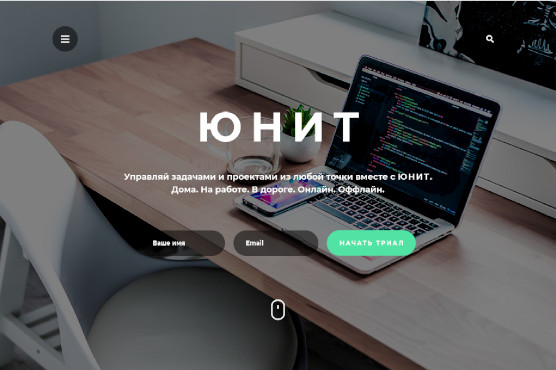 ЮНИТ
Управляй задачами и проектами из любой точки вместе с ЮНИТ.
Дома. На работе. В дороге. Онлайн. Оффлайн.
Ваше имя
Email
НАЧАТЬ ТРИАЛ